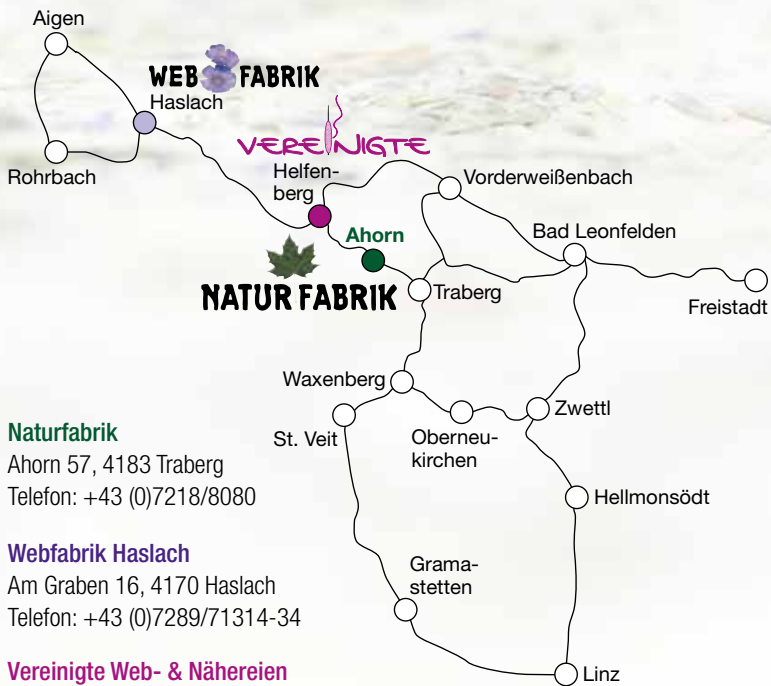 Aigen
WEB FABRIK
Haslach
Rohrbach
VEREINIGTE
Helfen-
berg
Vorderweißenbach
Ahorn
Bad Leonfelden
NATUR FABRIK
Traberg
Freistadt
Waxenberg
Zwettl
St. Veit
Oberneu-
kirchen
Hellmonsödt
Grama-
stetten
Linz
Naturfabrik
Ahorn 57, 4183 Traberg
Telefon: +43 (0)7218/8080
Webfabrik Haslach
Am Graben 16, 4170 Haslach
Telefon: +43 (0)7289/71314-34
Vereinigte Web- & Nähereien